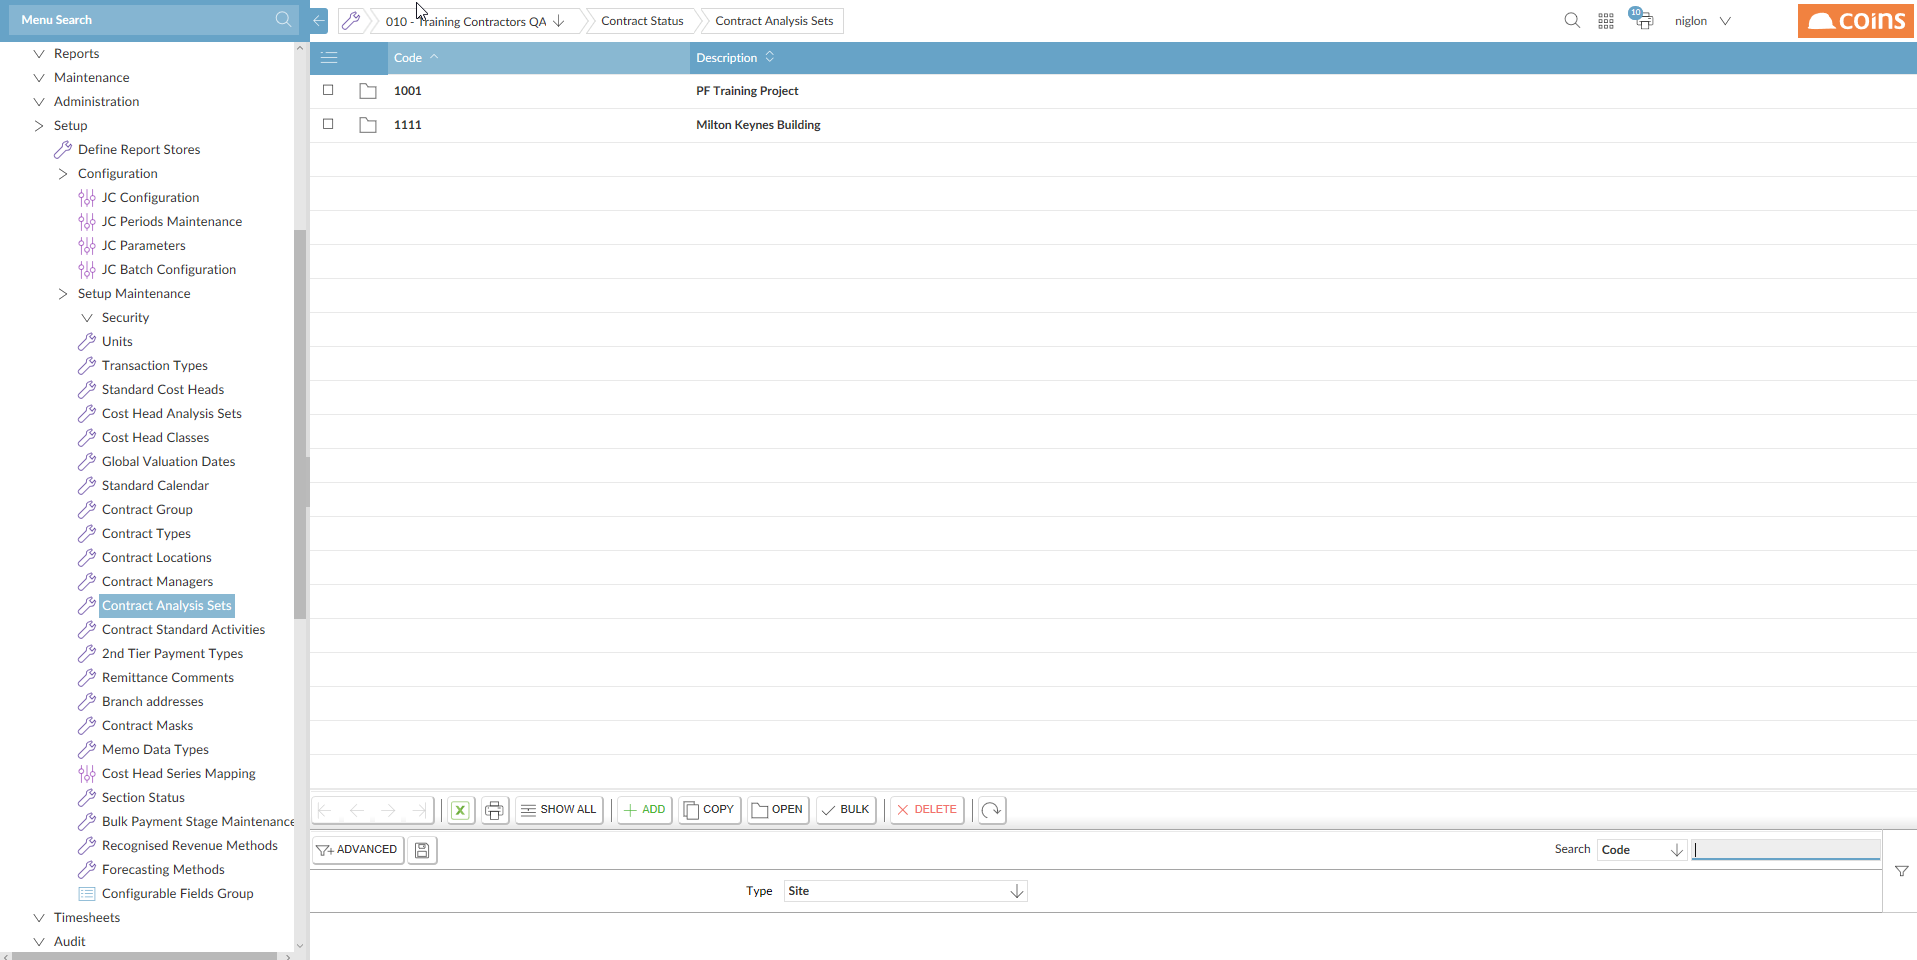 Menu Search
010 - Training Contractors QA
Contract Status
Contract Analysis Sets
10
niglon
coins
Reports
Maintenance
Administration
Setup
Define Report Stores
Configuration
JC Configuration
JC Periods Maintenance
JC Parameters
JC Batch Configuration
Setup Maintenance
Security
Units
Transaction Types
Standard Cost Heads
Cost Head Analysis Sets
Cost Head Classes
Global Valuation Dates
Standard Calendar
Contract Group
Contract Types
Contract Locations
Contract Managers
Contract Analysis Sets
Contract Standard Activities
2nd Tier Payment Types
Remittance Comments
Branch addresses
Contract Masks
Memo Data Types
Cost Head Series Mapping
Section Status
Bulk Payment Stage Maintenance
Recognised Revenue Methods
Forecasting Methods
Configurable Fields Group
Timesheets
Audit
Code Description
1001 PF Training Project
1111 Milton Keynes Building
X SHOW ALL ADD COPY OPEN BULK DELETE
ADVANCED Search Code
Type Site